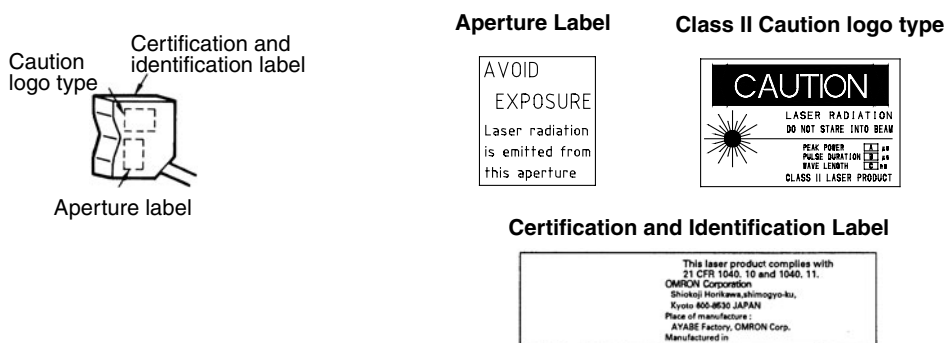 Caution
logo type
Certification and
identification label
Aperture label
Aperture Label
AVOID
EXPOSURE
Laser radiation
is emitted from
this aperture
Class II Caution logo type
CAUTION
LASER RADIATION
DO NOT STARE INTO BEAM
PEAK POWER A
PULSE DURATION B
WAVE LENGTH C
CLASS II LASER PRODUCT
Certification and Identification Label
This laser product complies with
21 CFR 1040. 10 and 1040. 11.
OMRON Corporation
Shiokoji Horikawa,shimogyo-ku,
Kyoto 600-8530 JAPAN
Place of manufacture :
AYABE Factory, OMRON Corp.
Manufactured in